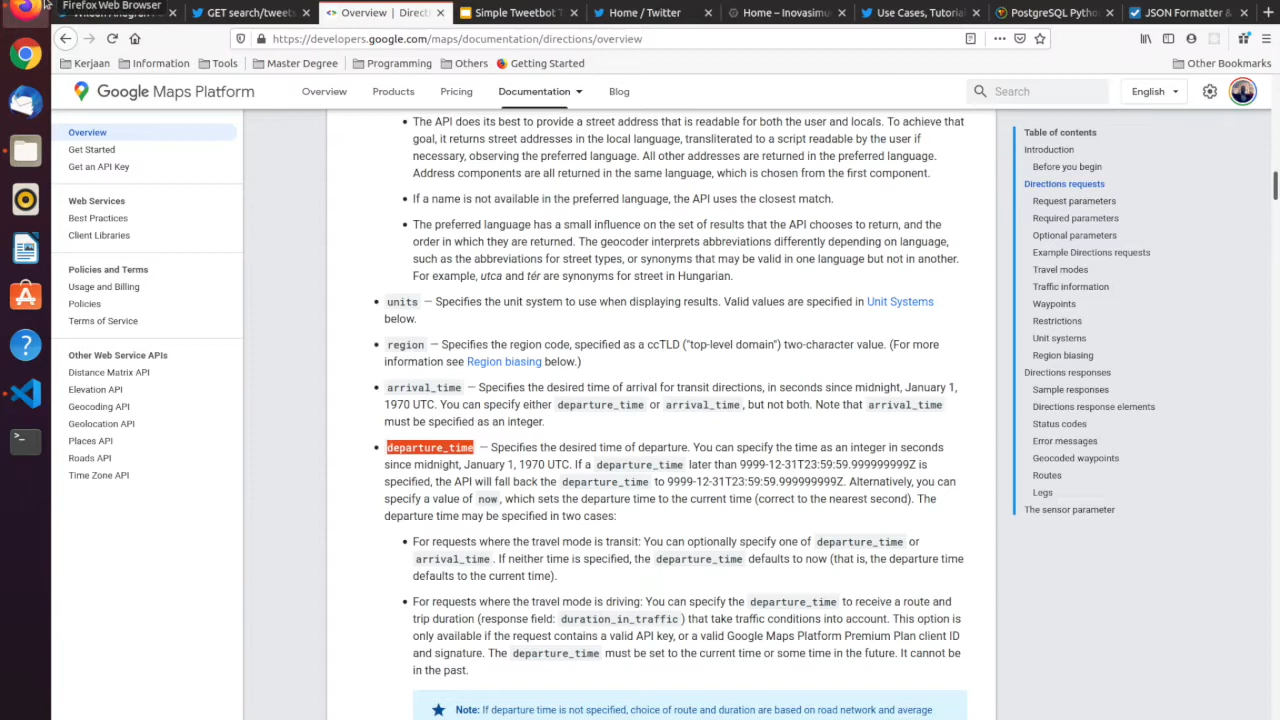 Firefox Web Browser
GET search/tweets
Overview | Direct
Simple Tweetbot T
Home / Twitter
Home – Inovasimu
Use Cases, Tutorial
PostgreSQL Pytho
JSON Formatter &
https://developers.google.com/maps/documentation/directions/overview
Kerjaan
Information
Tools
Master Degree
Programming
Others
Getting Started
Other Bookmarks
Google Maps Platform
Overview
Products
Pricing
Documentation
Blog
Search
English
Overview
Get Started
Get an API Key
Web Services
Best Practices
Client Libraries
Policies and Terms
Usage and Billing
Policies
Terms of Service
Other Web Service APIs
Distance Matrix API
Elevation API
Geocoding API
Geolocation API
Places API
Roads API
Time Zone API
• The API does its best to provide a street address that is readable for both the user and locals. To achieve that
goal, it returns street addresses in the local language, transliterated to a script readable by the user if
necessary, observing the preferred language. All other addresses are returned in the preferred language.
Address components are all returned in the same language, which is chosen from the first component.
• If a name is not available in the preferred language, the API uses the closest match.
• The preferred language has a small influence on the set of results that the API chooses to return, and the
order in which they are returned. The geocoder interprets abbreviations differently depending on language,
such as the abbreviations for street types, or synonyms that may be valid in one language but not in another.
For example, utca and tér are synonyms for street in Hungarian.
• units — Specifies the unit system to use when displaying results. Valid values are specified in Unit Systems
below.
• region — Specifies the region code, specified as a ccTLD ("top-level domain") two-character value. (For more
information see Region biasing below.)
• arrival_time — Specifies the desired time of arrival for transit directions, in seconds since midnight, January 1,
1970 UTC. You can specify either departure_time or arrival_time, but not both. Note that arrival_time
must be specified as an integer.
• departure_time — Specifies the desired time of departure. You can specify the time as an integer in seconds
since midnight, January 1, 1970 UTC. If a departure_time later than 9999-12-31T23:59:59.999999999Z is
specified, the API will fall back the departure_time to 9999-12-31T23:59:59.999999999Z. Alternatively, you can
specify a value of now, which sets the departure time to the current time (correct to the nearest second). The
departure time may be specified in two cases:
• For requests where the travel mode is transit: You can optionally specify one of departure_time or
arrival_time. If neither time is specified, the departure_time defaults to now (that is, the departure time
defaults to the current time).
• For requests where the travel mode is driving: You can specify the departure_time to receive a route and
trip duration (response field: duration_in_traffic) that take traffic conditions into account. This option is
only available if the request contains a valid API key, or a valid Google Maps Platform Premium Plan client ID
and signature. The departure_time must be set to the current time or some time in the future. It cannot be
in the past.
Note: If departure time is not specified, choice of route and duration are based on road network and average
Table of contents
Introduction
Before you begin
Directions requests
Request parameters
Required parameters
Optional parameters
Example Directions requests
Travel modes
Traffic information
Waypoints
Restrictions
Unit systems
Region biasing
Directions responses
Sample responses
Directions response elements
Status codes
Error messages
Geocoded waypoints
Routes
Legs
The sensor parameter